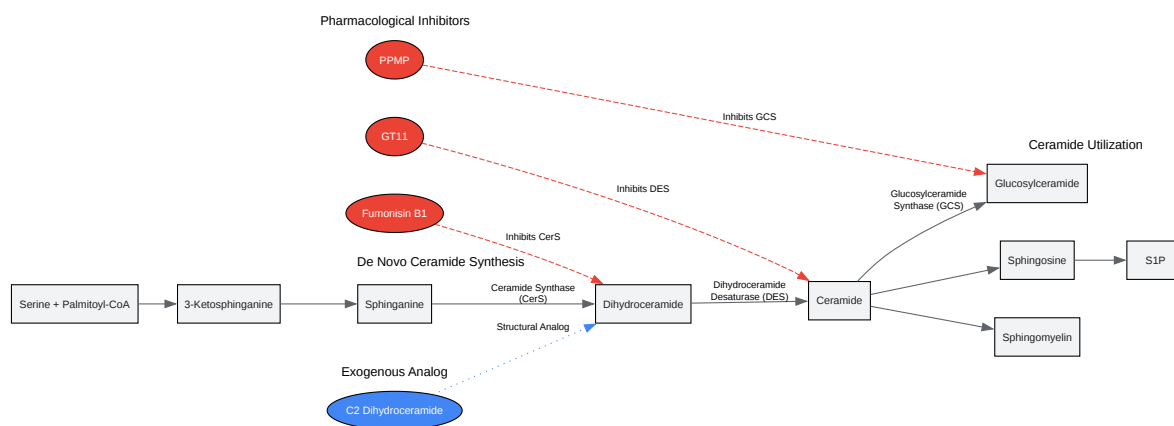 Pharmacological Inhibitors
PPMP
Inhibits GCS
GT11
Ceramide Utilization
Glucosylceramide
Inhibits DES
Glucosylceramide
Synthase (GCS)
Fumonisin B1
Inhibits CerS
De Novo Ceramide Synthesis
Sphingosine
S1P
Serine + Palmitoyl-CoA
3-Ketosphinganine
Sphinganine
Ceramide Synthase
(CerS)
Dihydroceramide
Dihydroceramide
Desaturase (DES)
Ceramide
Structural Analog
Sphingomyelin
Exogenous Analog
C2 Dihydroceramide